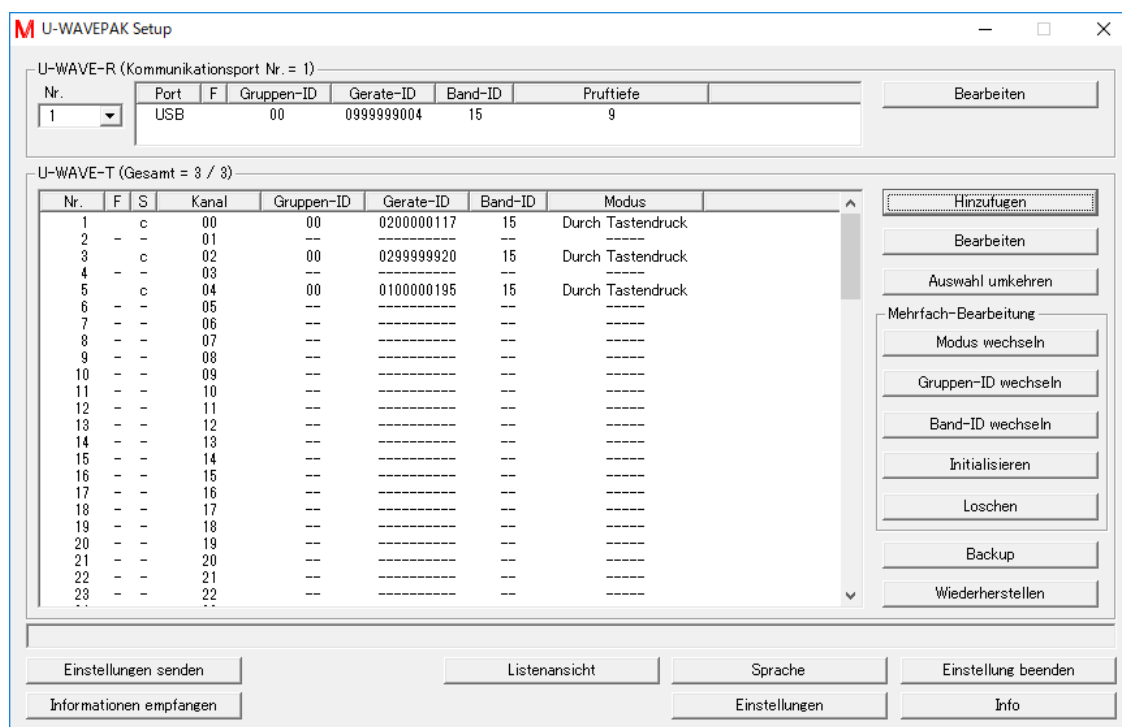 U-WAVEPAK Setup
U-WAVE-R (Kommunikationsport Nr. = 1)
Nr. Port F Gruppen-ID Gerate-ID Band-ID Pruftiefe Bearbeiten
1 USB 00 0999999004 15 9
U-WAVE-T (Gesamt = 3 / 3)
Nr. F S Kanal Gruppen-ID Gerate-ID Band-ID Modus
1 c 00 00 0200000117 15 Durch Tastendruck
2 - - 01 -- ---------- -- -----
3 c 02 00 0299999920 15 Durch Tastendruck
4 - - 03 -- ---------- -- -----
5 c 04 00 0100000195 15 Durch Tastendruck
6 - - 05 -- ---------- -- -----
7 - - 06 -- ---------- -- -----
8 - - 07 -- ---------- -- -----
9 - - 08 -- ---------- -- -----
10 - - 09 -- ---------- -- -----
11 - - 10 -- ---------- -- -----
12 - - 11 -- ---------- -- -----
13 - - 12 -- ---------- -- -----
14 - - 13 -- ---------- -- -----
15 - - 14 -- ---------- -- -----
16 - - 15 -- ---------- -- -----
17 - - 16 -- ---------- -- -----
18 - - 17 -- ---------- -- -----
19 - - 18 -- ---------- -- -----
20 - - 19 -- ---------- -- -----
21 - - 20 -- ---------- -- -----
22 - - 21 -- ---------- -- -----
23 - - 22 -- ---------- -- -----
Hinzufugen
Bearbeiten
Auswahl umkehren
Mehrfach-Bearbeitung
Modus wechseln
Gruppen-ID wechseln
Band-ID wechseln
Initialisieren
Loschen
Backup
Wiederherstellen
Einstellungen senden Listenansicht Sprache Einstellung beenden
Informationen empfangen Einstellungen Info